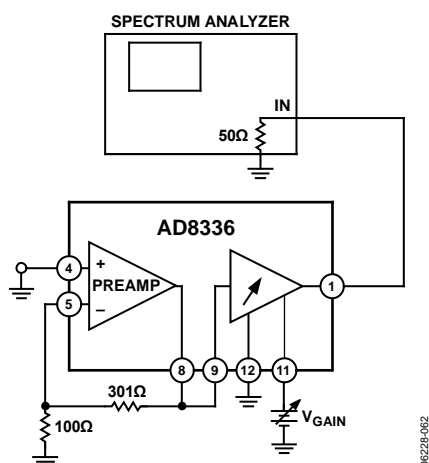 SPECTRUM ANALYZER
IN
50Ω
AD8336
4
+
PREAMP
5
–
1
8
9
12
11
301Ω
100Ω
VGAIN
06228-062